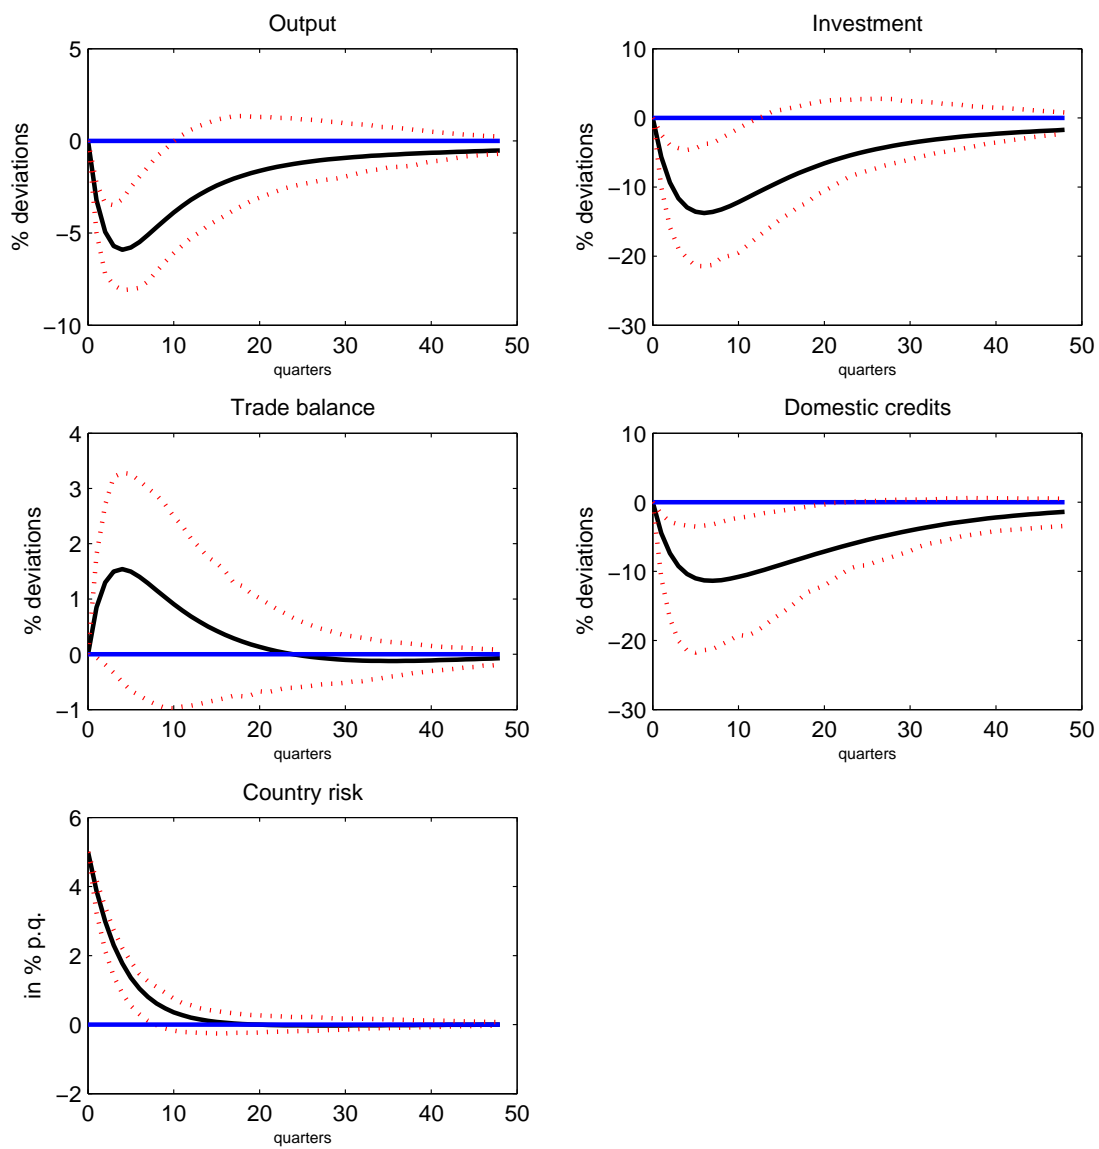 Output
5
0
−5
−10
% deviations
0 10 20 30 40 50
quarters
Investment
10
0
−10
−20
−30
% deviations
0 10 20 30 40 50
quarters
Trade balance
4
3
2
1
0
−1
% deviations
0 10 20 30 40 50
quarters
Domestic credits
10
0
−10
−20
−30
% deviations
0 10 20 30 40 50
quarters
Country risk
6
4
2
0
−2
in % p.q.
0 10 20 30 40 50
quarters